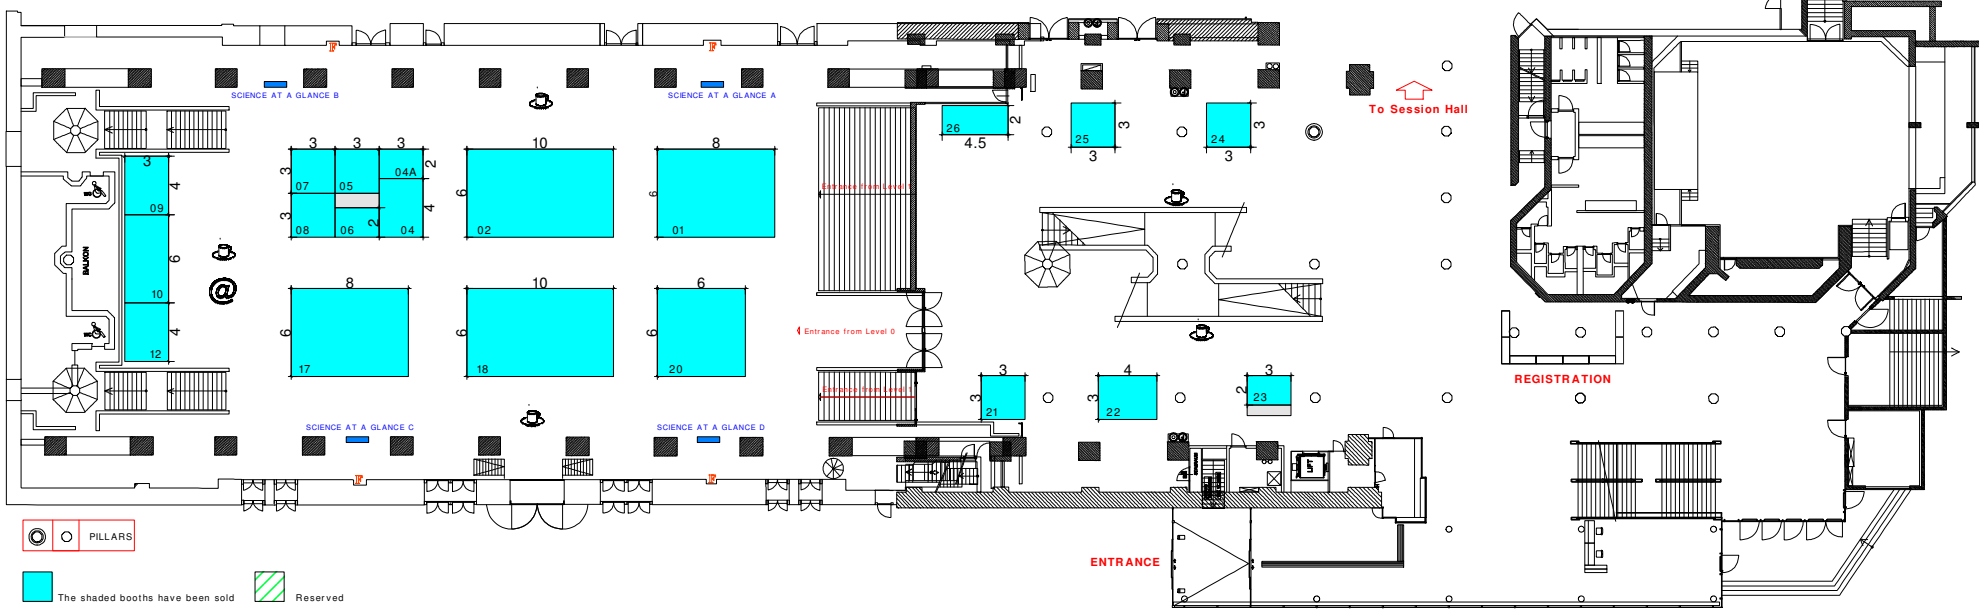 F
F
SCIENCE AT A GLANCE B
SCIENCE AT A GLANCE A
To Session Hall
26
2
4.5
25
3
3
24
3
3
3
3
3
10
8
3
4
09
3
07
05
04A
2
3
08
06
2
04
4
6
02
6
01
Entrance from Level 1
BALKON
6
10
@
8
10
6
4
12
6
17
6
18
6
20
Entrance from Level 0
Entrance from Level 1
3
3
21
4
3
22
3
2
23
REGISTRATION
SCIENCE AT A GLANCE C
SCIENCE AT A GLANCE D
F
F
LIFT
PILLARS
ENTRANCE
The shaded booths have been sold
Reserved